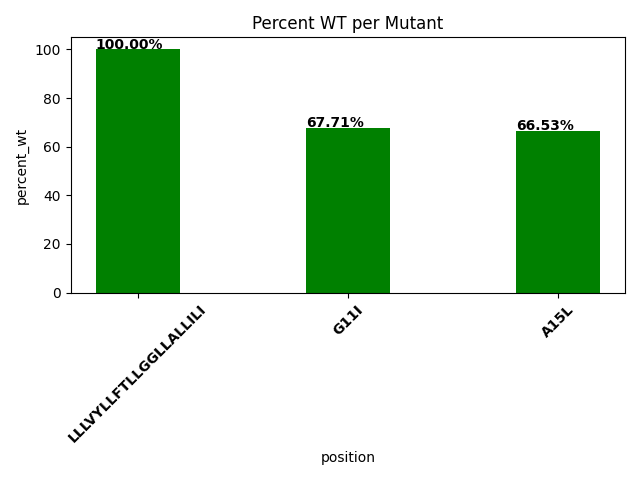 Percent WT per Mutant
percent_wt
100
80
60
40
20
0
100.00%
67.71%
66.53%
LLLVYLLFTLLGGLLALLILI
G11I
A15L
position